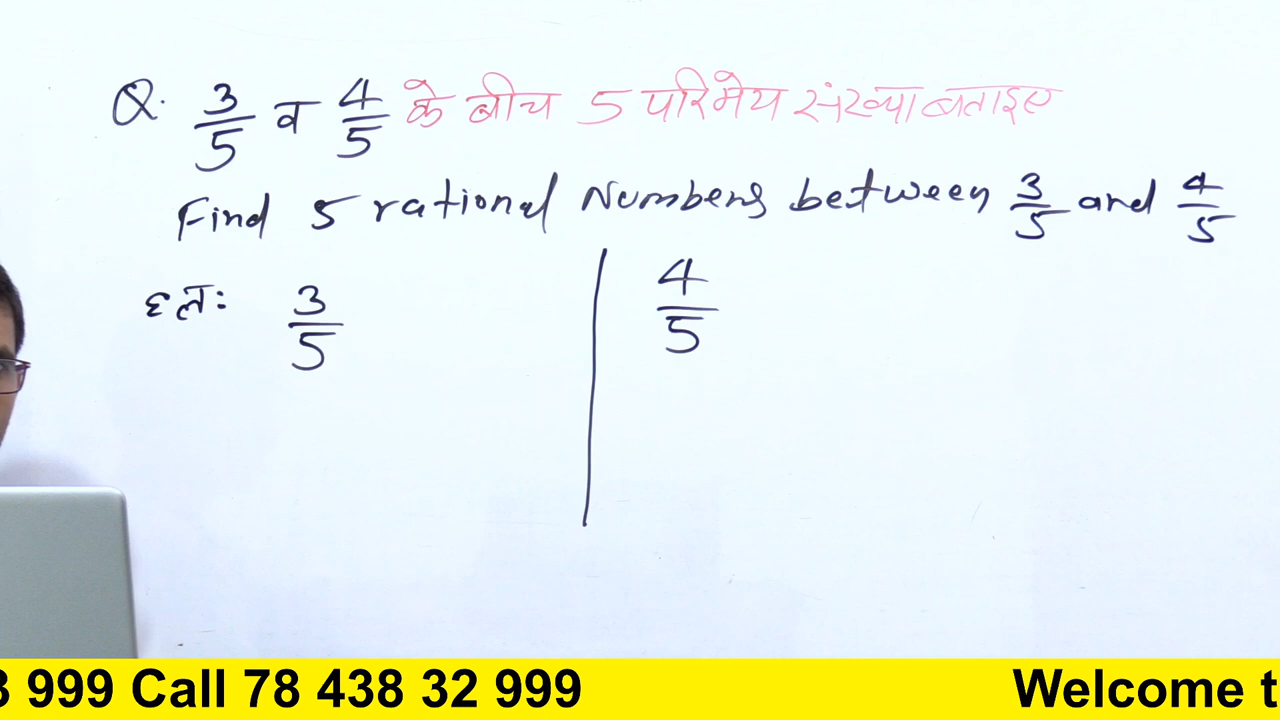 Q. 3/5 व 4/5 के बीच 5 परिमेय संख्या बताइए
Find 5 rational Numbers between 3/5 and 4/5
हल: 3/5 4/5
999 Call 78 438 32 999 Welcome t